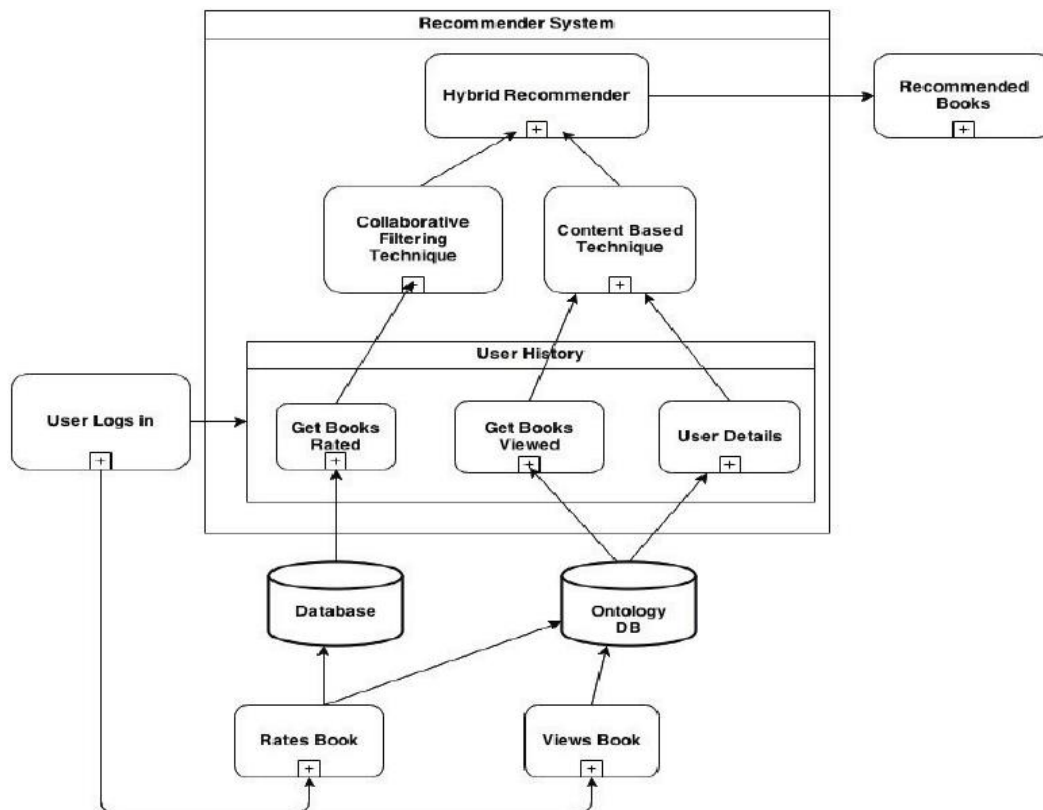 Recommender System
Hybrid Recommender
+
Recommended
Books
+
Collaborative
Filtering
Technique
+
Content Based
Technique
+
User History
User Logs in
+
Get Books
Rated
+
Get Books
Viewed
+
User Details
+
Database
Ontology
DB
Rates Book
+
Views Book
+